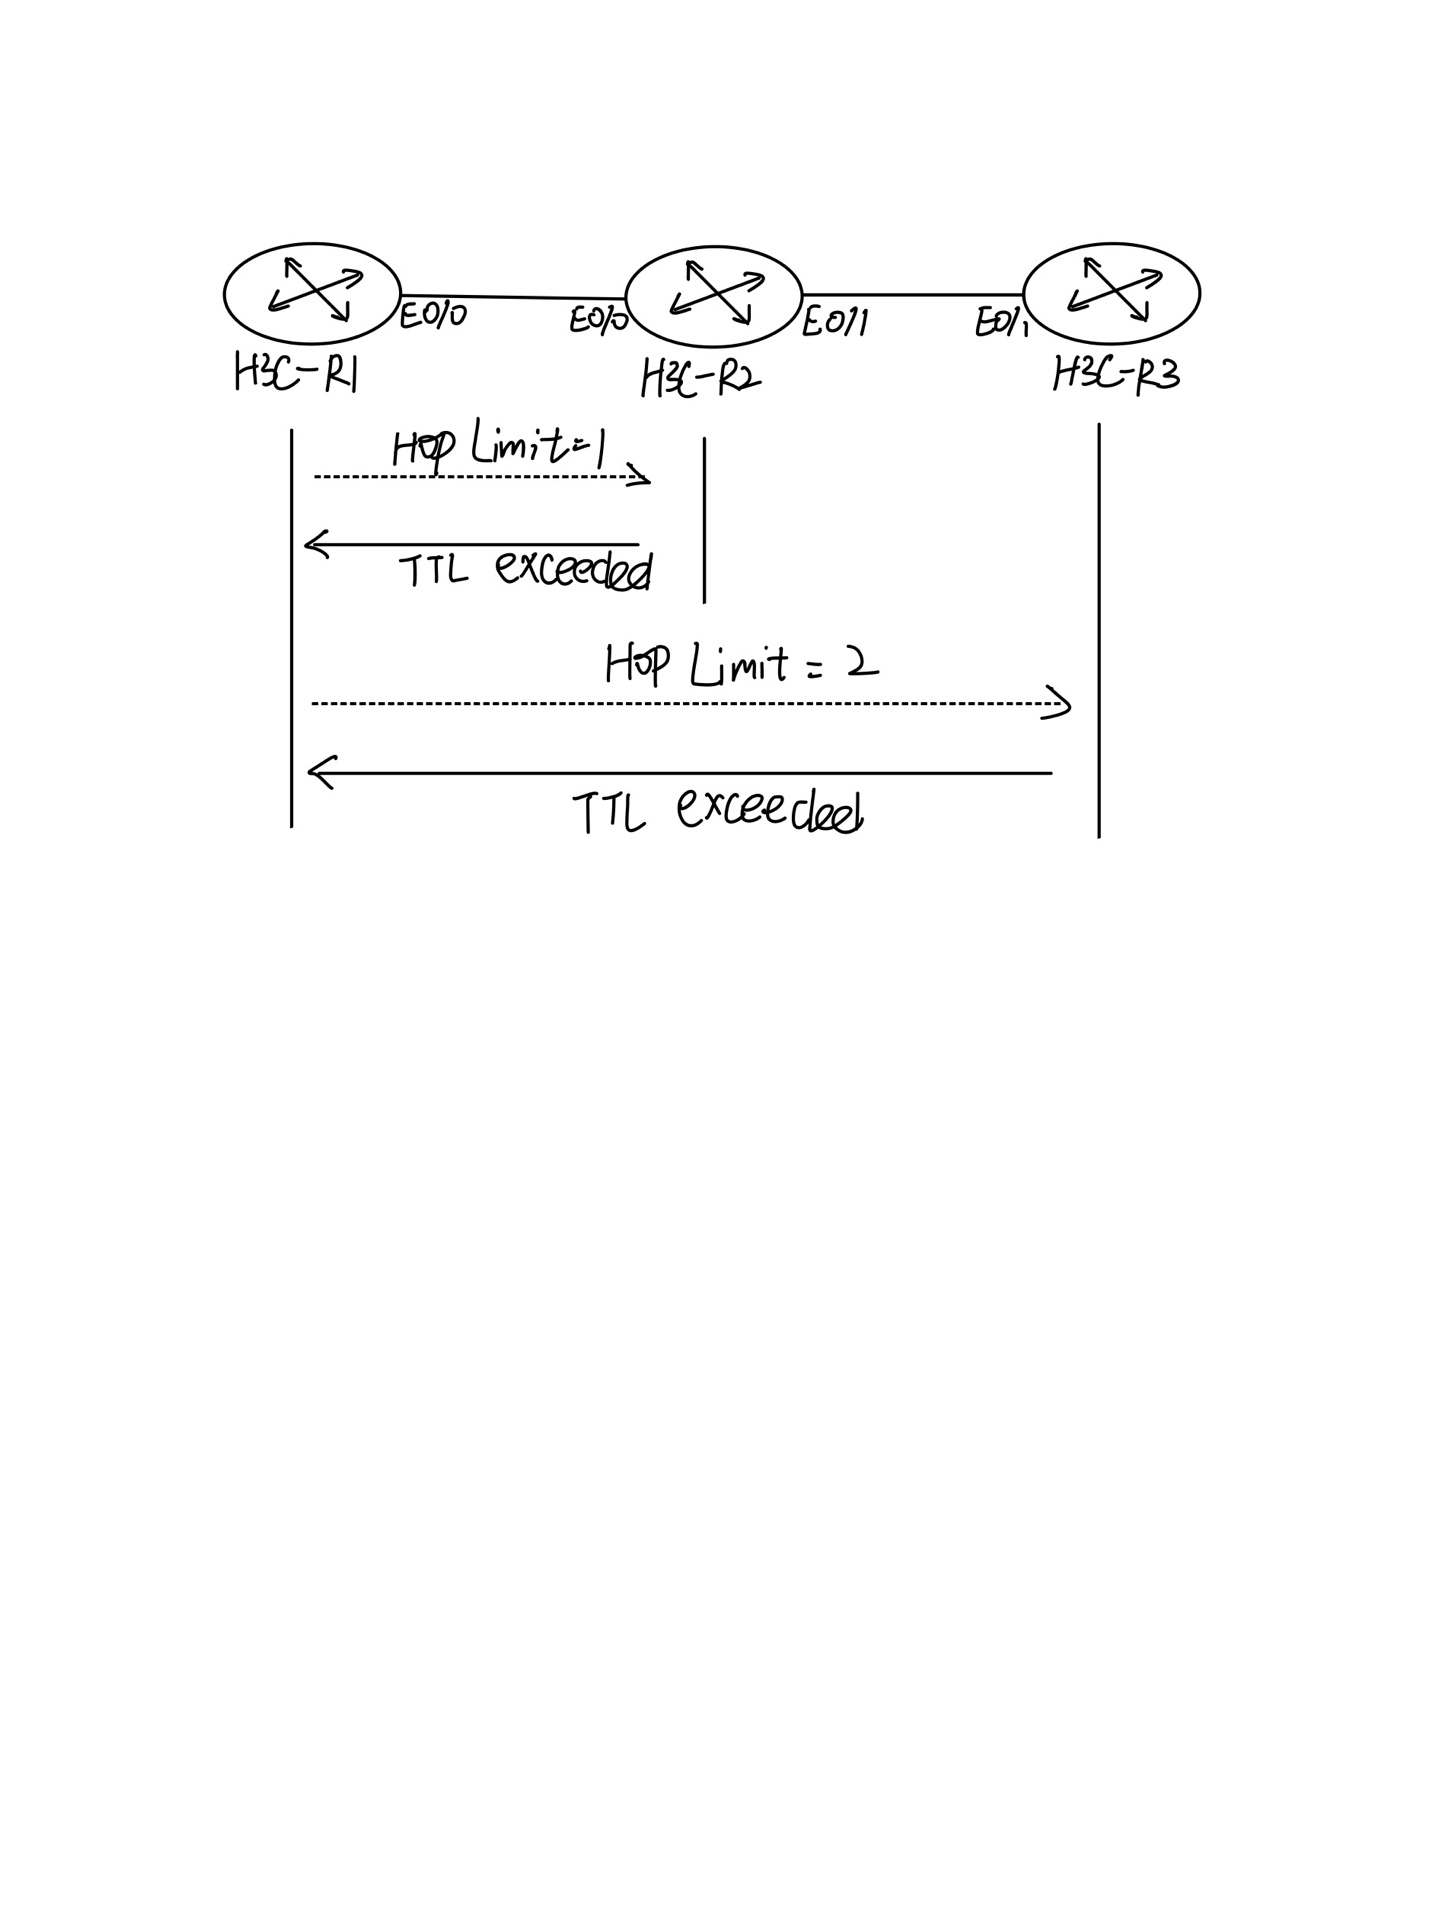 E0/0 E0/0 E0/1 E0/1
H3C-R1 H3C-R2 H3C-R3
Hop Limit=1
TTL exceeded
Hop Limit = 2
TTL exceeded